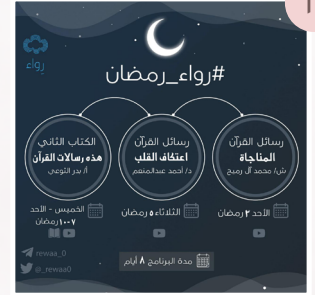 رواء
#رواء_رمضان
رسائل القرآن
المناجاة
ش/ محمد آل رميح
رسائل القرآن
اعتكاف القلب
د/ أحمد عبدالمنعم
الكتاب الثاني
هذه رسالات القرآن
أ/ بدر الثوعي
الأحد ٢ رمضان
الثلاثاء ٥ رمضان
الخميس - الأحد
٧-١٠ رمضان
مدة البرنامج ٨ أيام
rewaa_0
@_rewaa0